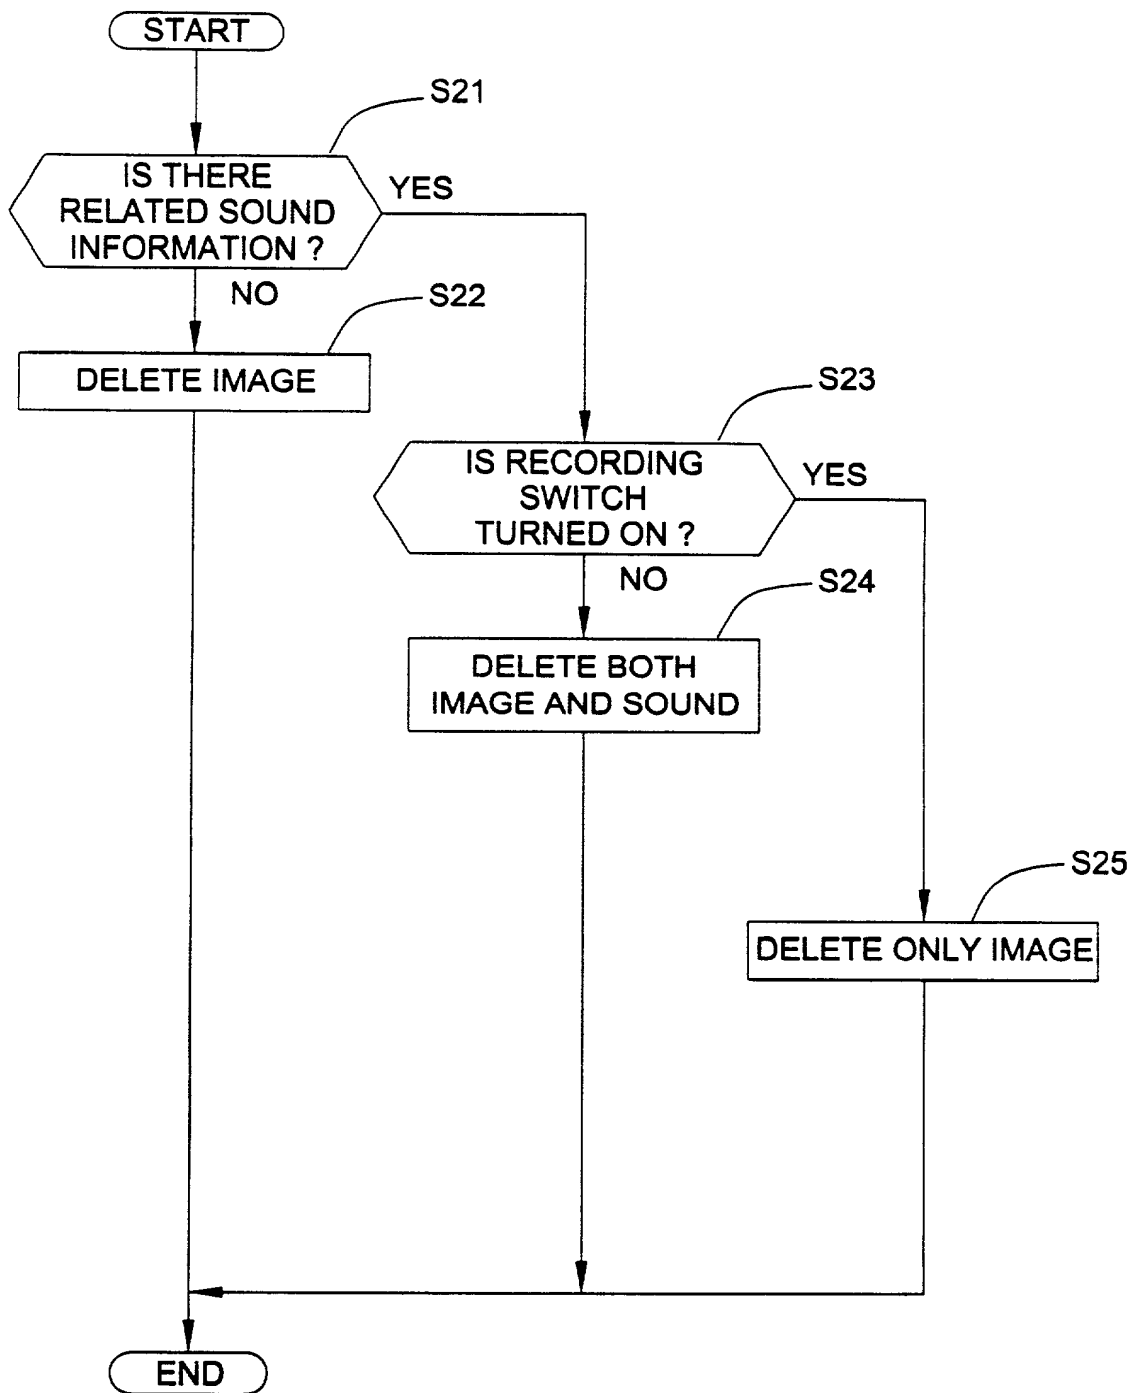 START
S21
IS THERE
RELATED SOUND
INFORMATION ?
YES
NO
S22
DELETE IMAGE
S23
IS RECORDING
SWITCH
TURNED ON ?
YES
NO
S24
DELETE BOTH
IMAGE AND SOUND
S25
DELETE ONLY IMAGE
END